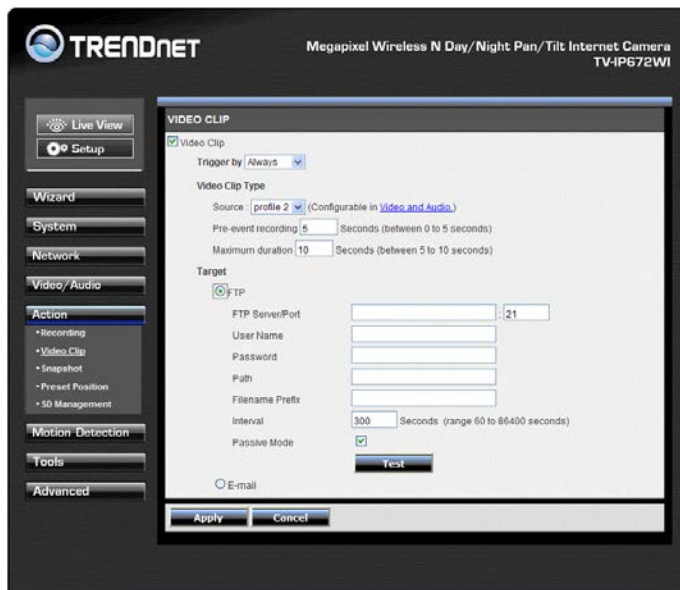 TRENDNET
Megapixel Wireless N Day/Night Pan/Tilt Internet Camera
TV-IP672WI
Live View
Setup
Wizard
System
Network
Video/Audio
Action
•Recording
•Video Clip
•Snapshot
•Preset Position
•SD Management
Motion Detection
Tools
Advanced
VIDEO CLIP
Video Clip
Trigger by Always
Video Clip Type
Source : profile 2 (Configurable in Video and Audio.)
Pre-event recording 5 Seconds (between 0 to 5 seconds)
Maximum duration 10 Seconds (between 5 to 10 seconds)
Target
FTP
FTP Server/Port : 21
User Name
Password
Path
Filename Prefix
Interval 300 Seconds (range 60 to 86400 seconds)
Passive Mode
Test
E-mail
Apply Cancel